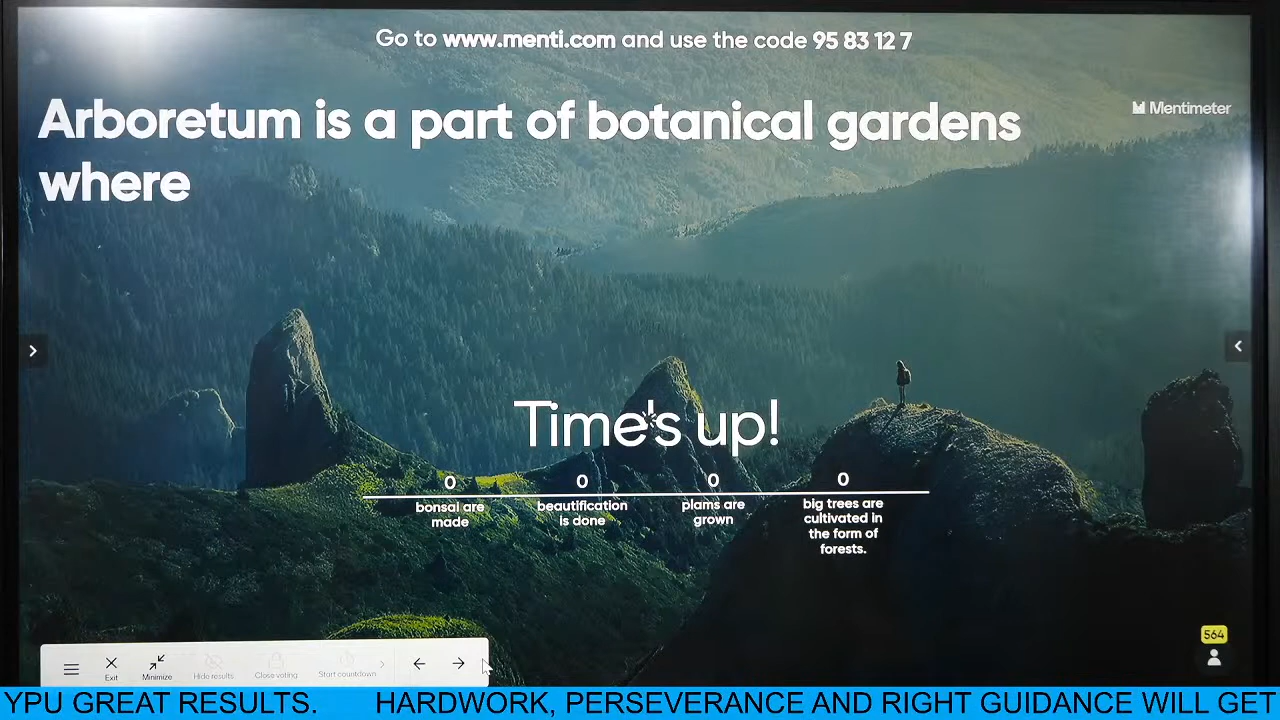 Go to www.menti.com and use the code 95 83 12 7
Arboretum is a part of botanical gardens
where
Mentimeter
Time's up!
0
0
0
0
bonsai are
made
beautification
is done
plams are
grown
big trees are
cultivated in
the form of
forests.
564
Exit
Minimize
Hide results
Close voting
Start countdown
YPU GREAT RESULTS. HARDWORK, PERSEVERANCE AND RIGHT GUIDANCE WILL GET